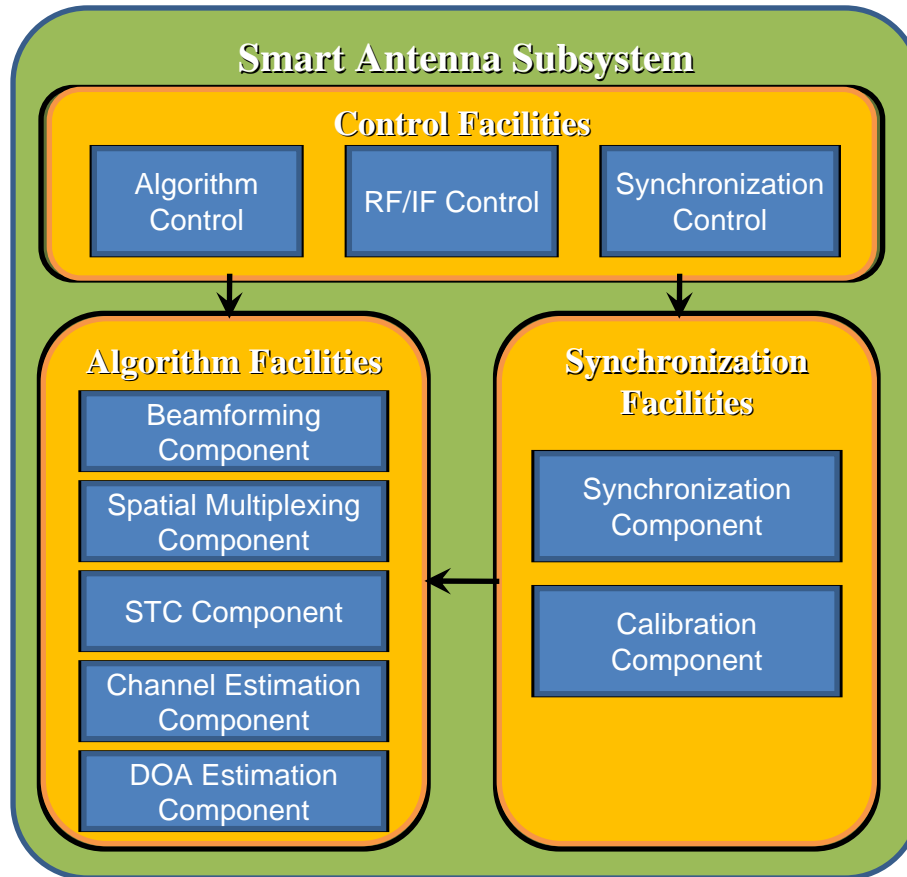 Smart Antenna Subsystem
Control Facilities
Algorithm
Control
RF/IF Control
Synchronization
Control
Algorithm Facilities
Beamforming
Component
Spatial Multiplexing
Component
STC Component
Channel Estimation
Component
DOA Estimation
Component
Synchronization
Facilities
Synchronization
Component
Calibration
Component